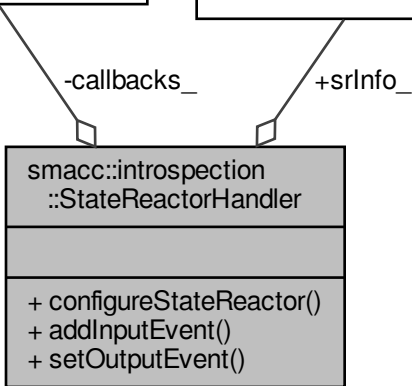 -callbacks_
+srInfo_
smacc::introspection
::StateReactorHandler
+ configureStateReactor()
+ addInputEvent()
+ setOutputEvent()